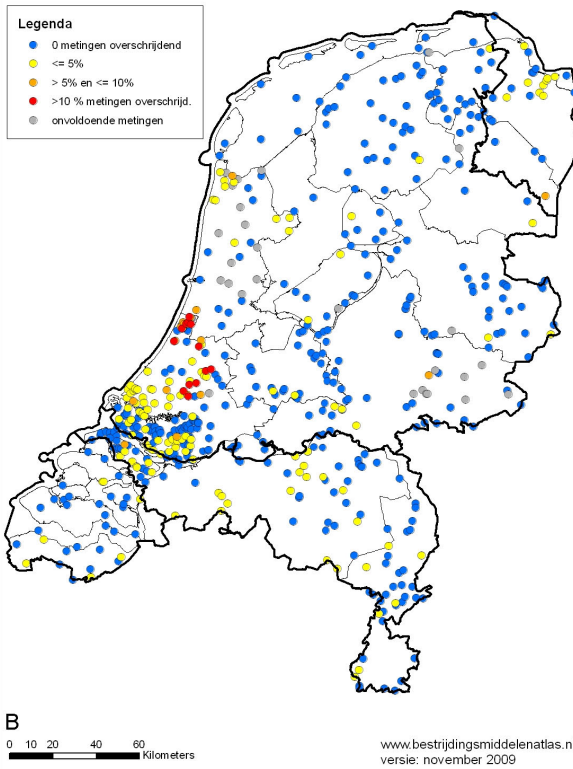 Legenda
0 metingen overschrijdend
<= 5%
> 5% en <= 10%
>10 % metingen overschrijd.
onvoldoende metingen
B
0 10 20 40 60
Kilometers
www.bestrijdingsmiddelenatlas.n
versie: november 2009